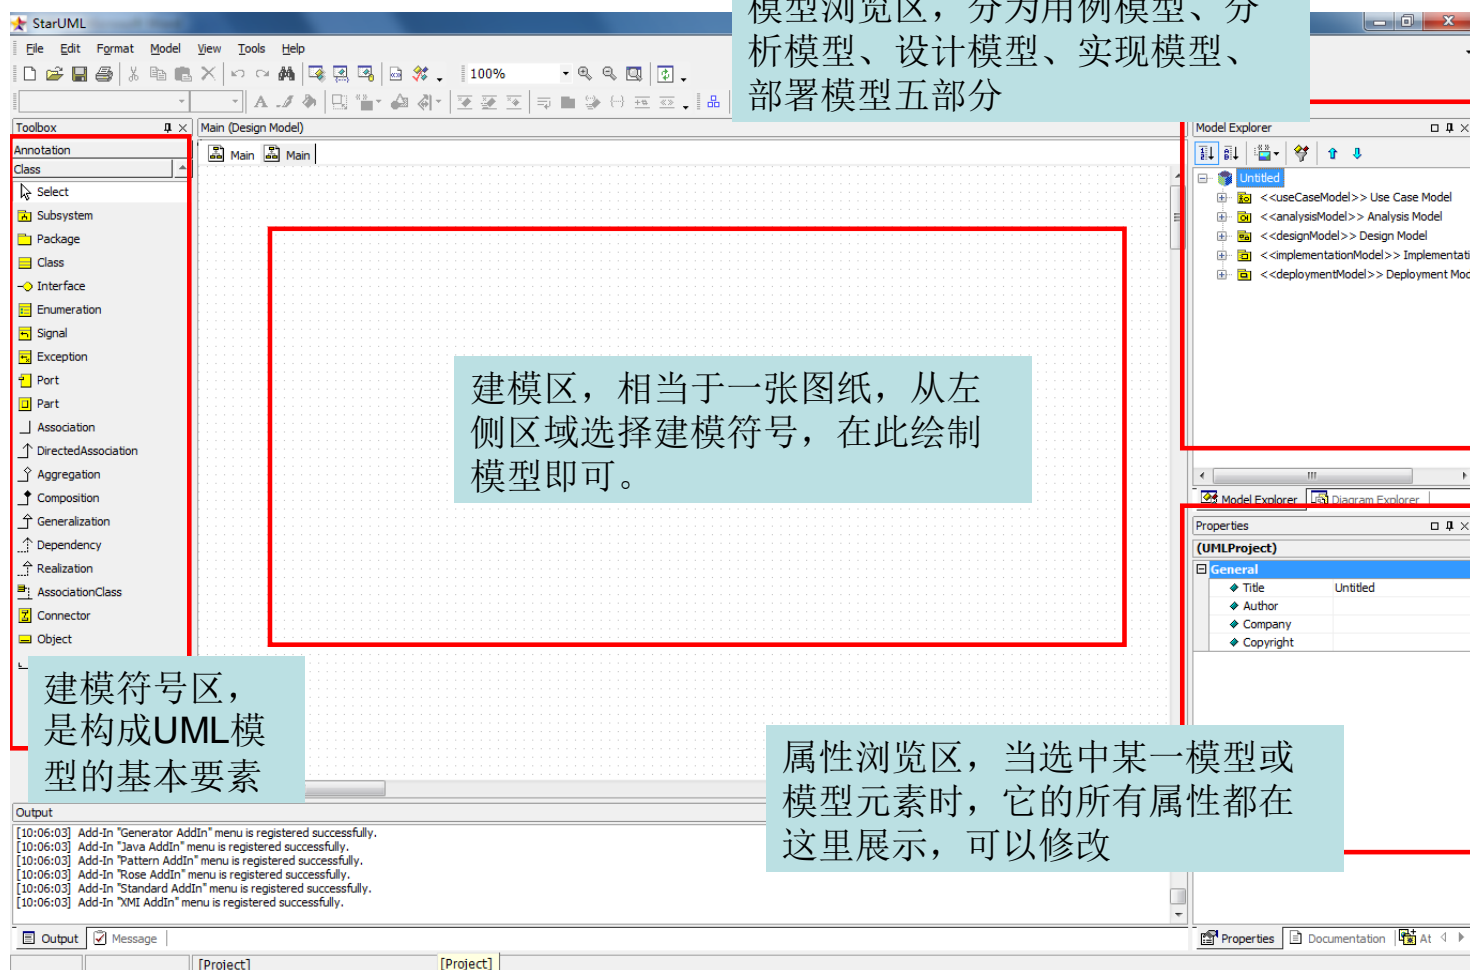 StarUML
模型浏览区，分为用例模型、分
析模型、设计模型、实现模型、
部署模型五部分
File Edit Format Model View Tools Help
100%
Toolbox
Main (Design Model)
Model Explorer
Annotation
Class
Main Main
Select
Subsystem
Package
Class
Interface
Enumeration
Signal
Exception
Port
Part
Association
DirectedAssociation
Aggregation
Composition
Generalization
Dependency
Realization
AssociationClass
Connector
Object
建模符号区，
是构成UML模
型的基本要素
建模区，相当于一张图纸，从左
侧区域选择建模符号，在此绘制
模型即可。
Untitled
<<useCaseModel>> Use Case Model
<<analysisModel>> Analysis Model
<<designModel>> Design Model
<<implementationModel>> Implementati
<<deploymentModel>> Deployment Mod
Model Explorer Diagram Explorer
Properties
(UMLProject)
General
Title Untitled
Author
Company
Copyright
属性浏览区，当选中某一模型或
模型元素时，它的所有属性都在
这里展示，可以修改
Output
[10:06:03] Add-In "Generator AddIn" menu is registered successfully.
[10:06:03] Add-In "Java AddIn" menu is registered successfully.
[10:06:03] Add-In "Pattern AddIn" menu is registered successfully.
[10:06:03] Add-In "Rose AddIn" menu is registered successfully.
[10:06:03] Add-In "Standard AddIn" menu is registered successfully.
[10:06:03] Add-In "XMI AddIn" menu is registered successfully.
Output Message
Properties Documentation At
[Project] [Project]